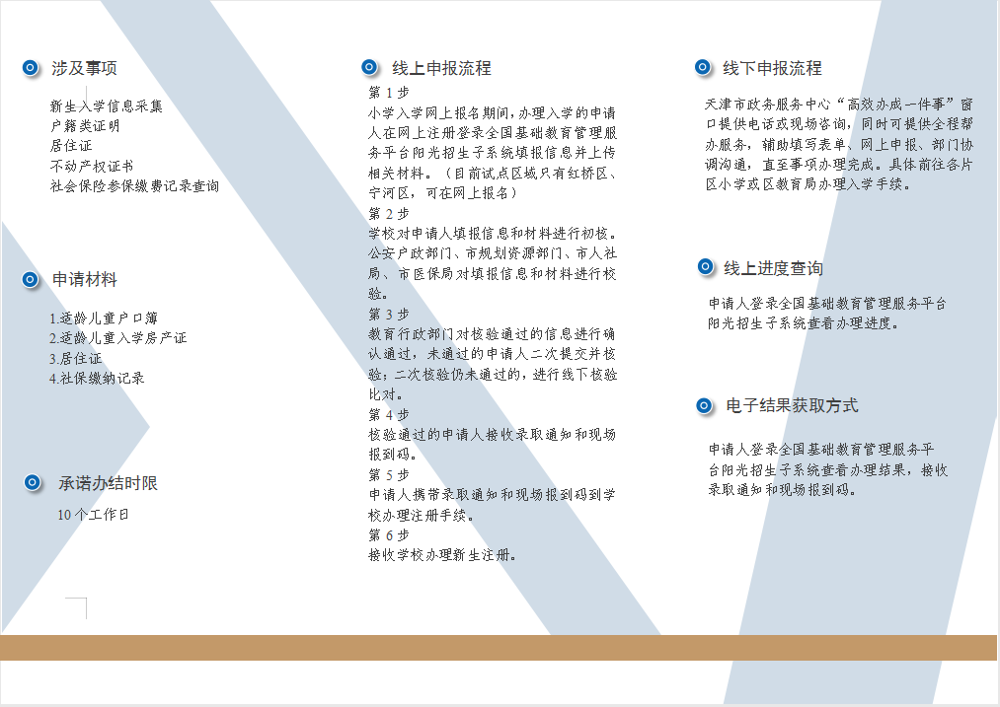 涉及事项
新生入学信息采集
户籍类证明
居住证
不动产权证书
社会保险参保缴费记录查询
申请材料
1.适龄儿童户口簿
2.适龄儿童入学房产证
3.居住证
4.社保缴纳记录
承诺办结时限
10 个工作日
线上申报流程
第 1 步
小学入学网上报名期间,办理入学的申请
人在网上注册登录全国基础教育管理服
务平台阳光招生子系统填报信息并上传
相关材料。（目前试点区域只有红桥区、
宁河区，可在网上报名）
第 2 步
学校对申请人填报信息和材料进行初核。
公安户政部门、市规划资源部门、市人社
局、市医保局对填报信息和材料进行校
验。
第 3 步
教育行政部门对核验通过的信息进行确
认通过，未通过的申请人二次提交并核
验；二次核验仍未通过的，进行线下核验
比对。
第 4 步
核验通过的申请人接收录取通知和现场
报到码。
第 5 步
申请人携带录取通知和现场报到码到学
校办理注册手续。
第 6 步
接收学校办理新生注册。
线下申报流程
天津市政务服务中心“高效办成一件事”窗
口提供电话或现场咨询，同时可提供全程帮
办服务，辅助填写表单、网上申报、部门协
调沟通，直至事项办理完成。具体前往各片
区小学或区教育局办理入学手续。
线上进度查询
申请人登录全国基础教育管理服务平台
阳光招生子系统查看办理进度。
电子结果获取方式
申请人登录全国基础教育管理服务平
台阳光招生子系统查看办理结果，接收
录取通知和现场报到码。